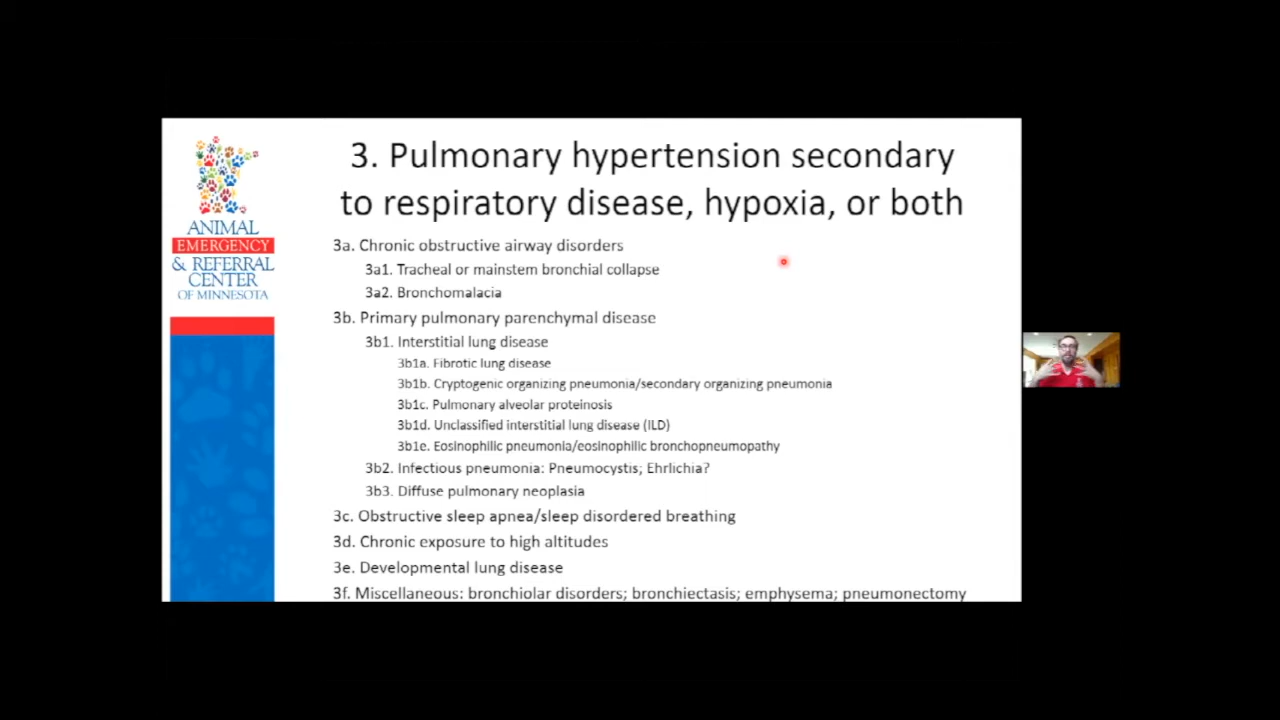 3. Pulmonary hypertension secondary
to respiratory disease, hypoxia, or both
ANIMAL
EMERGENCY
& REFERRAL
CENTER
OF MINNESOTA
3a. Chronic obstructive airway disorders
3a1. Tracheal or mainstem bronchial collapse
3a2. Bronchomalacia
3b. Primary pulmonary parenchymal disease
3b1. Interstitial lung disease
3b1a. Fibrotic lung disease
3b1b. Cryptogenic organizing pneumonia/secondary organizing pneumonia
3b1c. Pulmonary alveolar proteinosis
3b1d. Unclassified interstitial lung disease (ILD)
3b1e. Eosinophilic pneumonia/eosinophilic bronchopneumopathy
3b2. Infectious pneumonia: Pneumocystis; Ehrlichia?
3b3. Diffuse pulmonary neoplasia
3c. Obstructive sleep apnea/sleep disordered breathing
3d. Chronic exposure to high altitudes
3e. Developmental lung disease
3f. Miscellaneous: bronchiolar disorders; bronchiectasis; emphysema; pneumonectomy